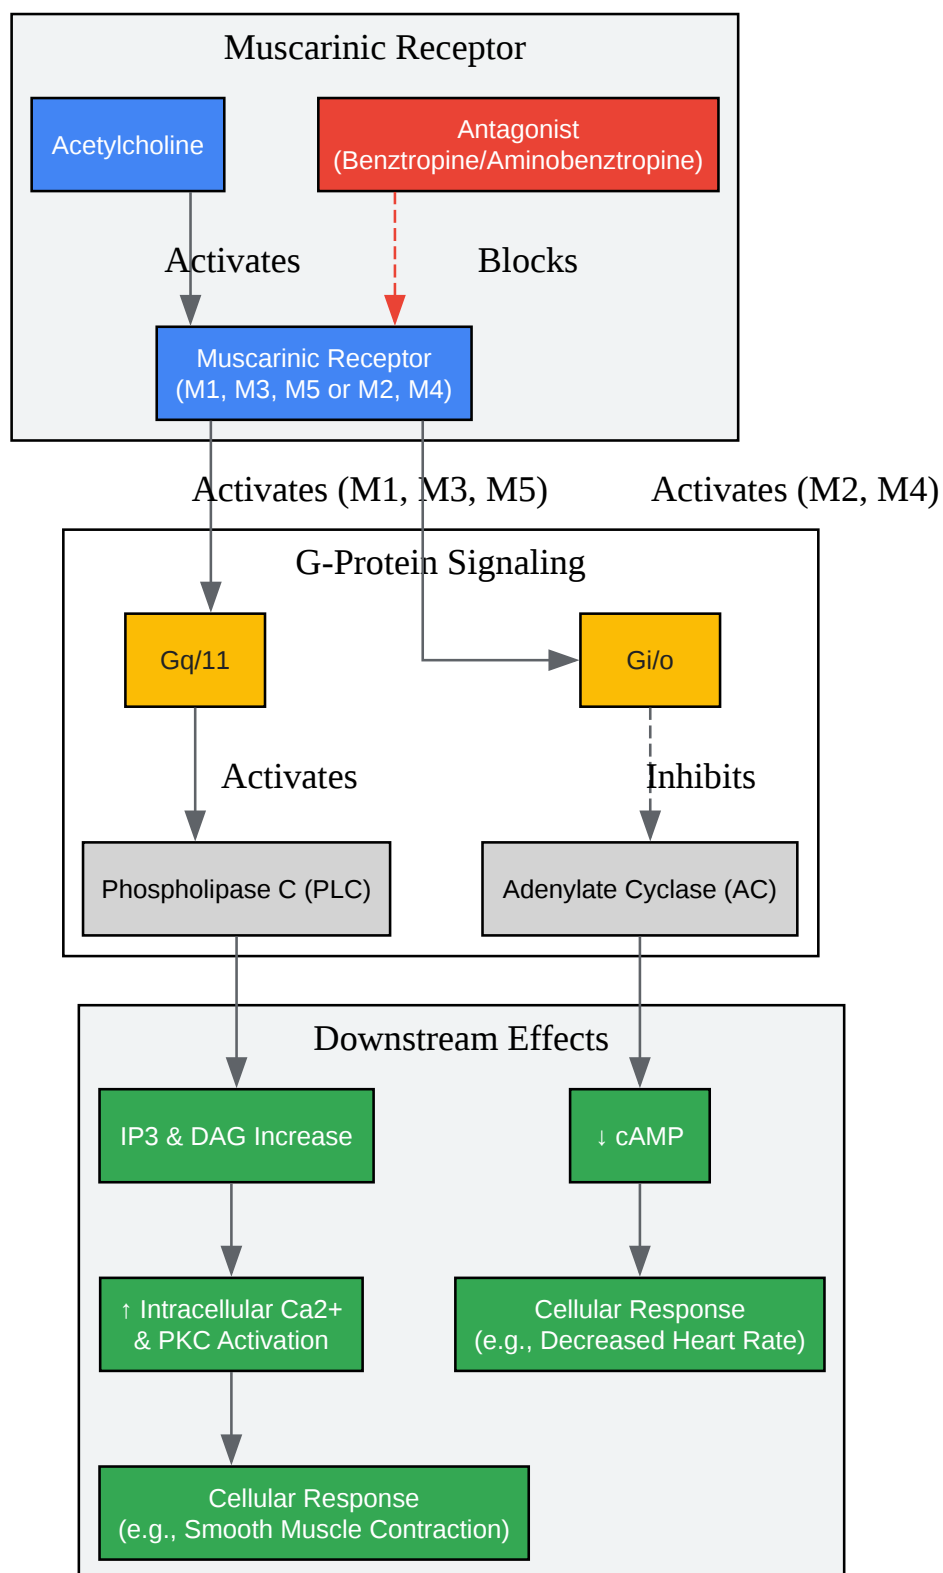 Muscarinic Receptor
Acetylcholine
Antagonist
(Benztropine/Aminobenztropine)
Activates
Blocks
Muscarinic Receptor
(M1, M3, M5 or M2, M4)
Activates (M1, M3, M5)
Activates (M2, M4)
G-Protein Signaling
Gq/11
Gi/o
Activates
Inhibits
Phospholipase C (PLC)
Adenylate Cyclase (AC)
Downstream Effects
IP3 & DAG Increase
↓ cAMP
↑ Intracellular Ca2+
& PKC Activation
Cellular Response
(e.g., Decreased Heart Rate)
Cellular Response
(e.g., Smooth Muscle Contraction)